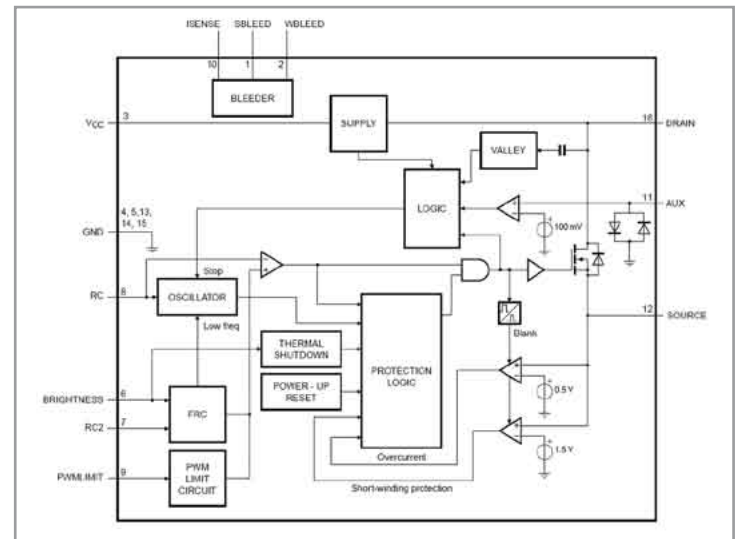 ISENSE SBLEED WBLEED
10 1 2
BLEEDER
VCC 3
SUPPLY
16 DRAIN
VALLEY
LOGIC
11 AUX
100 mV
4, 5, 13,
14, 15
GND
Stop
RC 8
OSCILLATOR
Low freq
12 SOURCE
Blank
THERMAL
SHUTDOWN
PROTECTION
LOGIC
POWER - UP
RESET
BRIGHTNESS 6
FRC
RC2 7
0.5 V
1.5 V
Overcurrent
PWMLIMIT 9
PWM
LIMIT
CIRCUIT
Short-winding protection